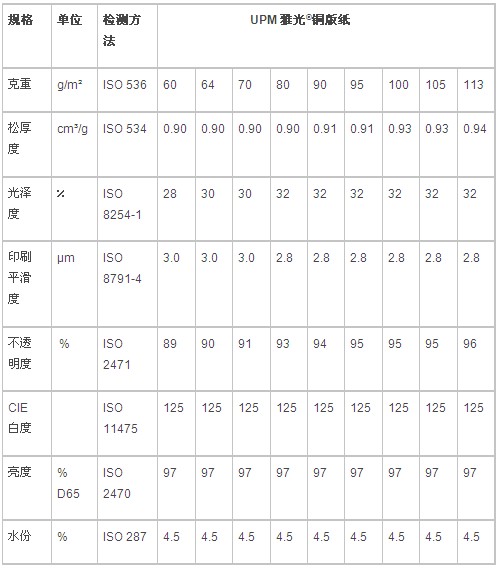 规格 单位 检测方法 UPM 雅光®铜版纸
克重 g/m² ISO 536 60 64 70 80 90 95 100 105 113
松厚度 cm³/g ISO 534 0.90 0.90 0.90 0.90 0.91 0.91 0.93 0.93 0.94
光泽度 % ISO 8254-1 28 30 30 32 32 32 32 32 32
印刷平滑度 µm ISO 8791-4 3.0 3.0 3.0 2.8 2.8 2.8 2.8 2.8 2.8
不透明度 % ISO 2471 89 90 91 93 94 95 95 95 96
CIE 白度 ISO 11475 125 125 125 125 125 125 125 125 125
亮度 % D65 ISO 2470 97 97 97 97 97 97 97 97 97
水份 % ISO 287 4.5 4.5 4.5 4.5 4.5 4.5 4.5 4.5 4.5